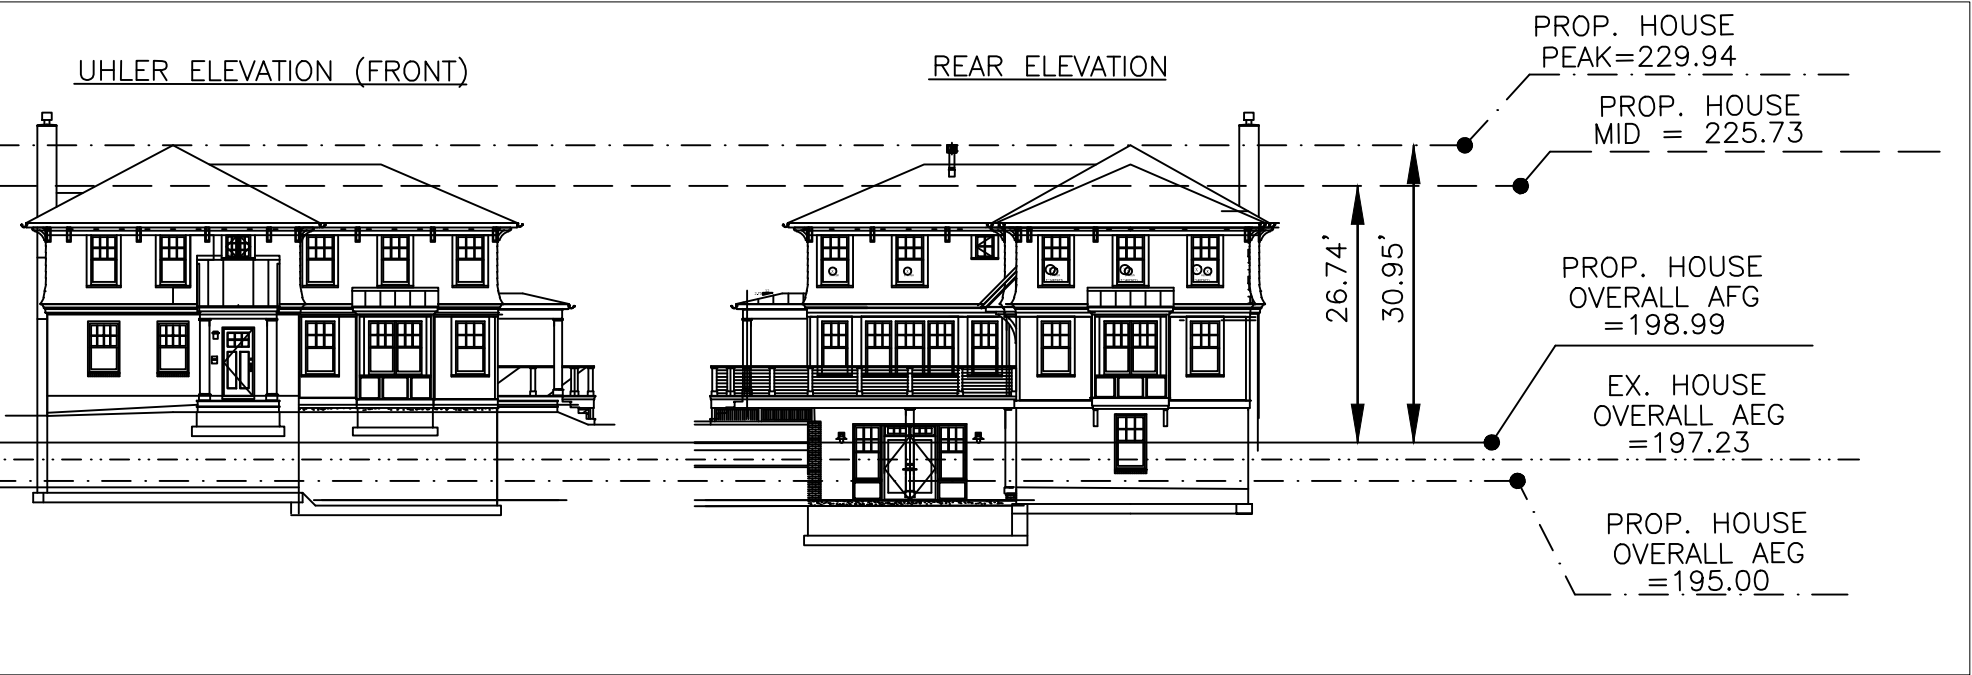 UHLER ELEVATION (FRONT)
REAR ELEVATION
PROP. HOUSE
PEAK=229.94
PROP. HOUSE
MID = 225.73
26.74'
30.95'
PROP. HOUSE
OVERALL AFG
=198.99
EX. HOUSE
OVERALL AEG
=197.23
PROP. HOUSE
OVERALL AEG
=195.00